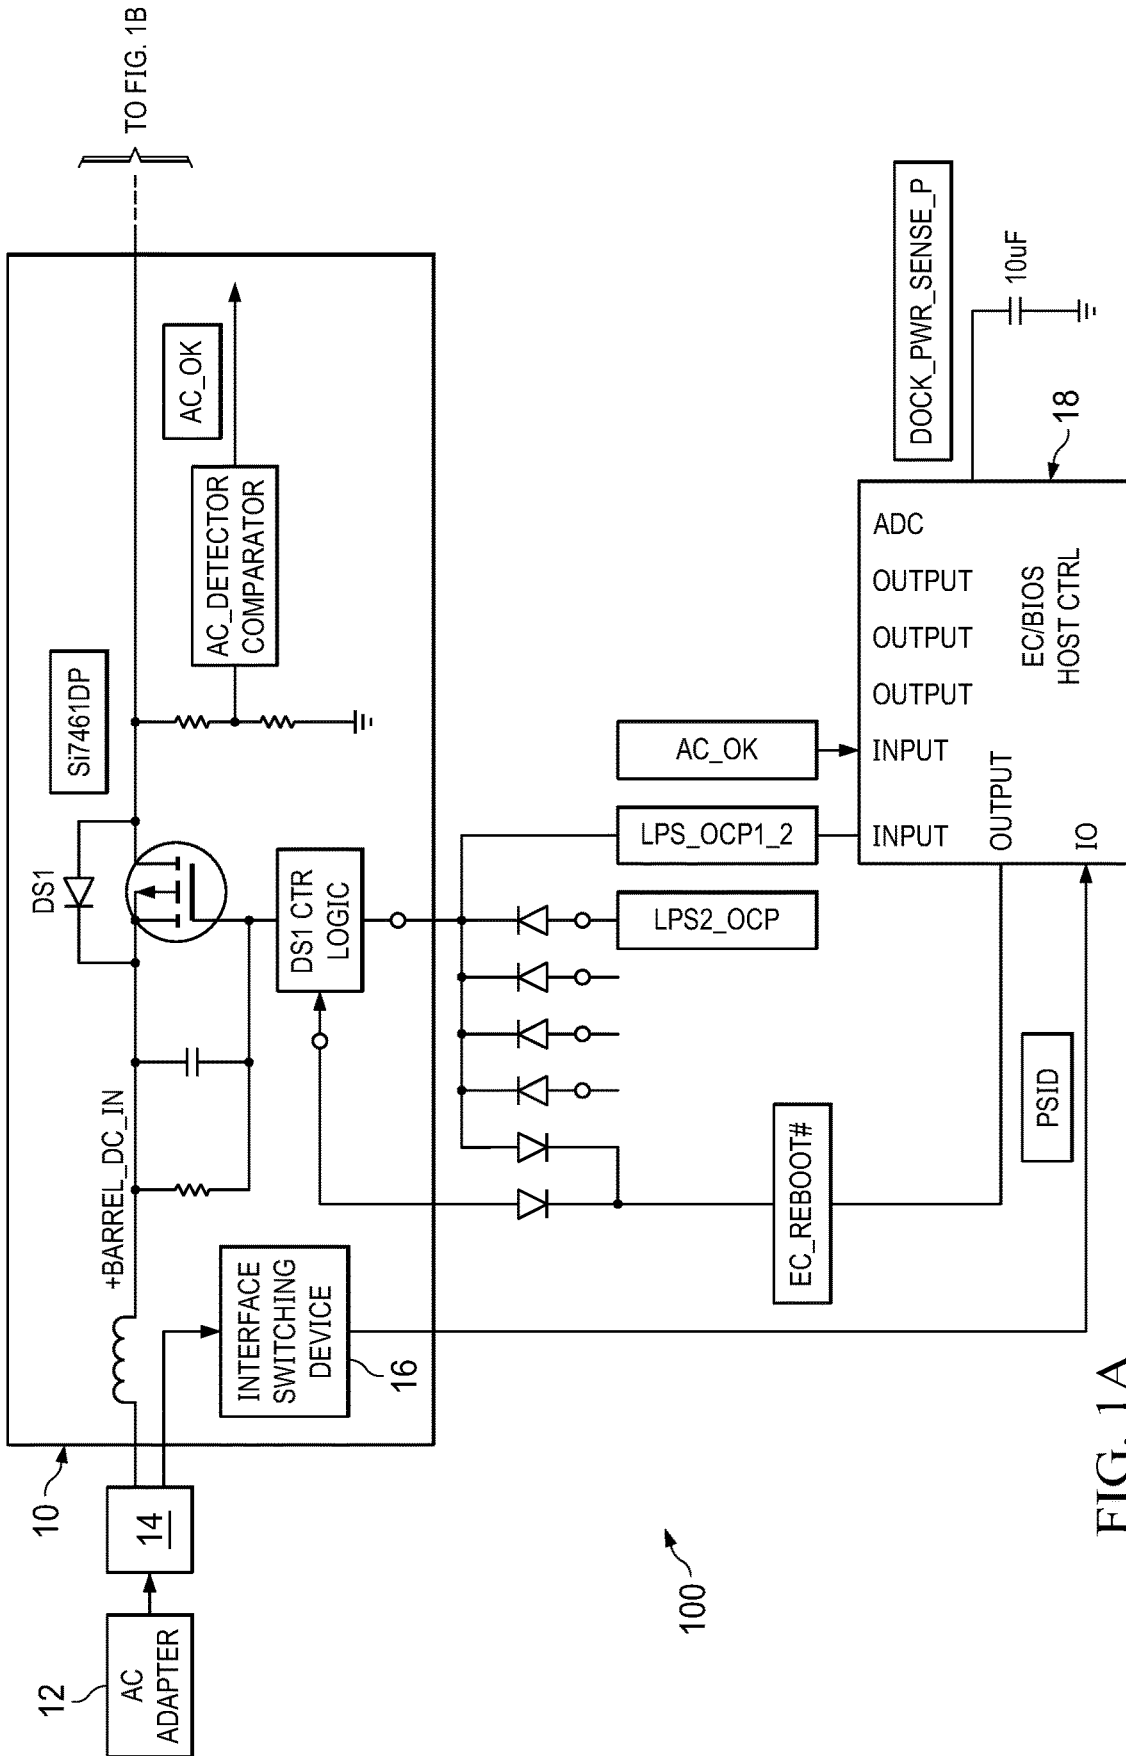 TO FIG. 1B
10
12
AC
ADAPTER
14
+BARREL_DC_IN
DS1
Si7461DP
INTERFACE
SWITCHING
DEVICE
16
DS1 CTR
LOGIC
AC_DETECTOR
COMPARATOR
AC_OK
100
EC_REBOOT#
LPS2_OCP
LPS_OCP1_2
AC_OK
PSID
IO
OUTPUT
INPUT
INPUT
OUTPUT
OUTPUT
OUTPUT
ADC
EC/BIOS
HOST CTRL
18
DOCK_PWR_SENSE_P
10uF
FIG. 1A